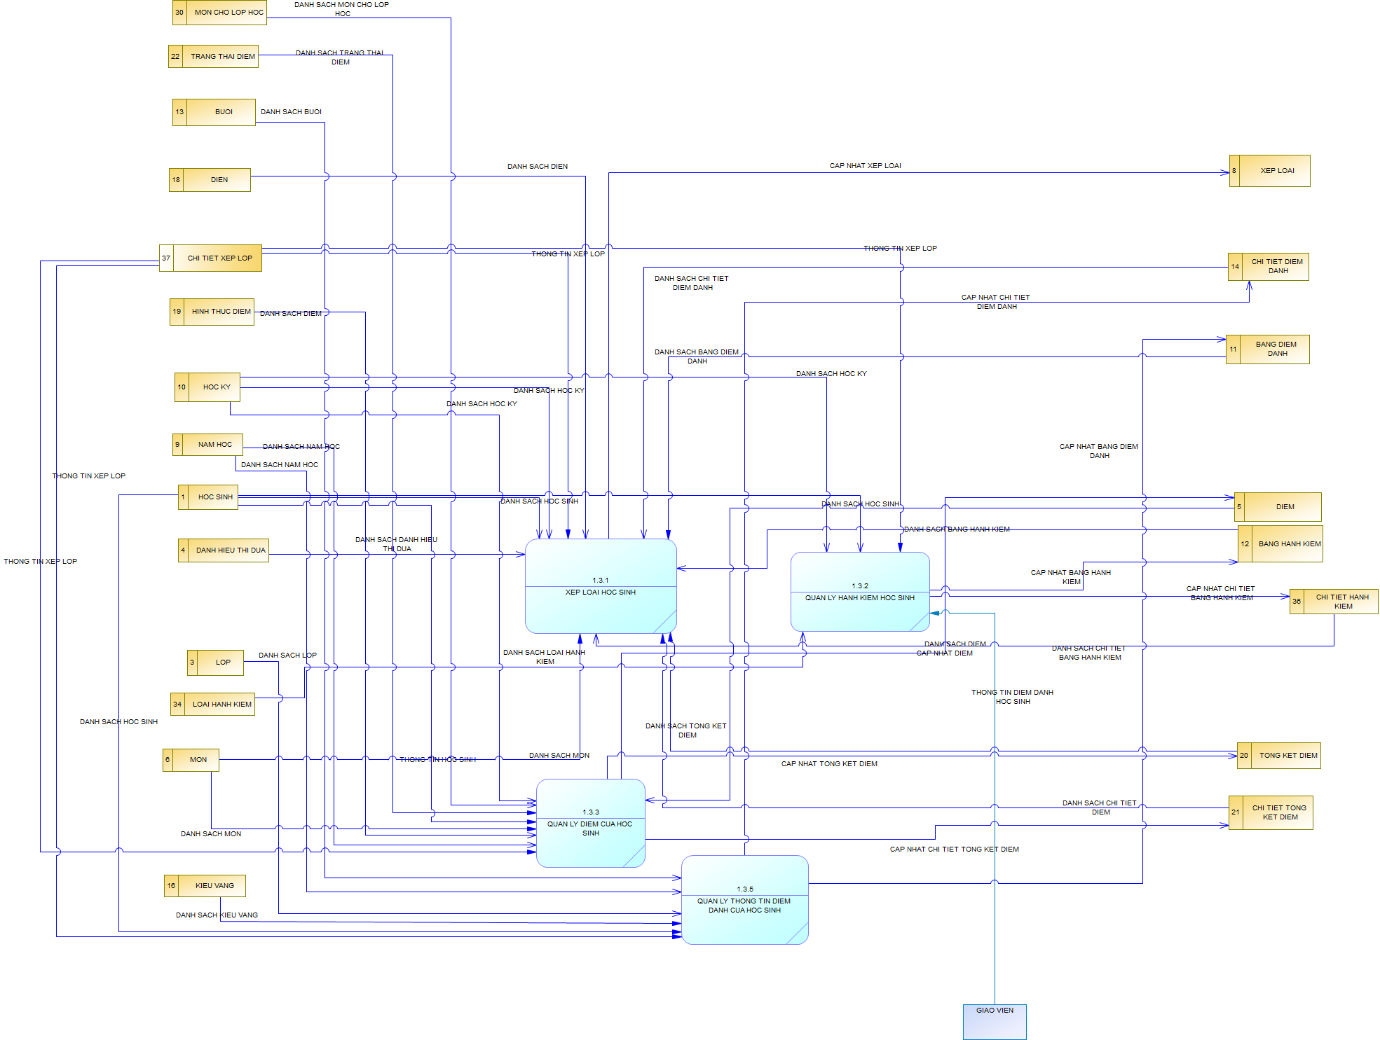 30 MON CHO LOP HOC
DANH SACH MON CHO LOP
HOC
22 TRANG THAI DIEM
DANH SACH TRANG THAI
DIEM
13 BUOI
DANH SACH BUOI
18 DIEN
DANH SACH DIEN
CAP NHAT XEP LOAI
8 XEP LOAI
37 CHI TIET XEP LOP
THONG TIN XEP LOP
THONG TIN XEP LOP
14 CHI TIET DIEM
DANH
DANH SACH CHI TIET
DIEM DANH
CAP NHAT CHI TIET
DIEM DANH
19 HINH THUC DIEM
DANH SACH DIEM
11 BANG DIEM
DANH
DANH SACH BANG DIEM
DANH
10 HOC KY
DANH SACH HOC KY
DANH SACH HOC KY
DANH SACH HOC KY
9 NAM HOC
DANH SACH NAM HOC
DANH SACH NAM HOC
CAP NHAT BANG DIEM
DANH
THONG TIN XEP LOP
1 HOC SINH
DANH SACH HOC SINH
DANH SACH HOC SINH
5 DIEM
DANH SACH BANG HANH KIEM
12 BANG HANH KIEM
4 DANH HIEU THI DUA
DANH SACH DANH HIEU
THI DUA
THONG TIN XEP LOP
1.3.1
XEP LOAI HOC SINH
1.3.2
QUAN LY HANH KIEM HOC SINH
CAP NHAT BANG HANH
KIEM
CAP NHAT CHI TIET
BANG HANH KIEM
36 CHI TIET HANH
KIEM
3 LOP
DANH SACH LOP
DANH SACH LOAI HANH
KIEM
DANH SACH DIEM
CAP NHAT DIEM
DANH SACH CHI TIET
BANG HANH KIEM
34 LOAI HANH KIEM
THONG TIN DIEM DANH
HOC SINH
DANH SACH HOC SINH
DANH SACH TONG KET
DIEM
6 MON
THONG TIN HOC SINH
DANH SACH MON
CAP NHAT TONG KET DIEM
20 TONG KET DIEM
1.3.3
QUAN LY DIEM CUA HOC
SINH
DANH SACH CHI TIET
DIEM
21 CHI TIET TONG
KET DIEM
DANH SACH MON
CAP NHAT CHI TIET TONG KET DIEM
16 KIEU VANG
DANH SACH KIEU VANG
1.3.5
QUAN LY THONG TIN DIEM
DANH CUA HOC SINH
GIAO VIEN